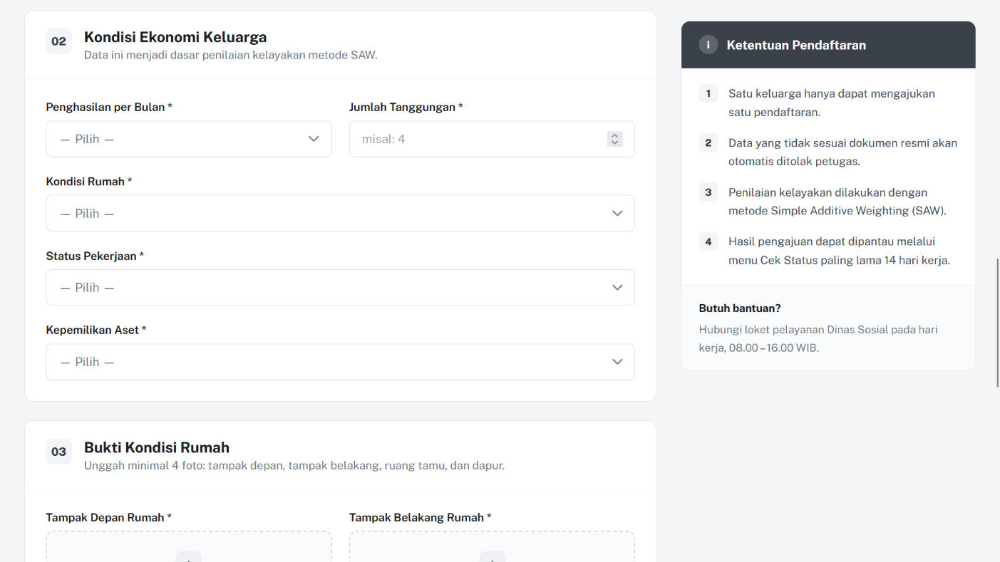 02
Kondisi Ekonomi Keluarga
Data ini menjadi dasar penilaian kelayakan metode SAW.
Penghasilan per Bulan *
— Pilih —
Jumlah Tanggungan *
misal: 4
Kondisi Rumah *
— Pilih —
Status Pekerjaan *
— Pilih —
Kepemilikan Aset *
— Pilih —
03
Bukti Kondisi Rumah
Unggah minimal 4 foto: tampak depan, tampak belakang, ruang tamu, dan dapur.
Tampak Depan Rumah *
Tampak Belakang Rumah *
i
Ketentuan Pendaftaran
1
Satu keluarga hanya dapat mengajukan
satu pendaftaran.
2
Data yang tidak sesuai dokumen resmi akan
otomatis ditolak petugas.
3
Penilaian kelayakan dilakukan dengan
metode Simple Additive Weighting (SAW).
4
Hasil pengajuan dapat dipantau melalui
menu Cek Status paling lama 14 hari kerja.
Butuh bantuan?
Hubungi loket pelayanan Dinas Sosial pada hari
kerja, 08.00–16.00 WIB.